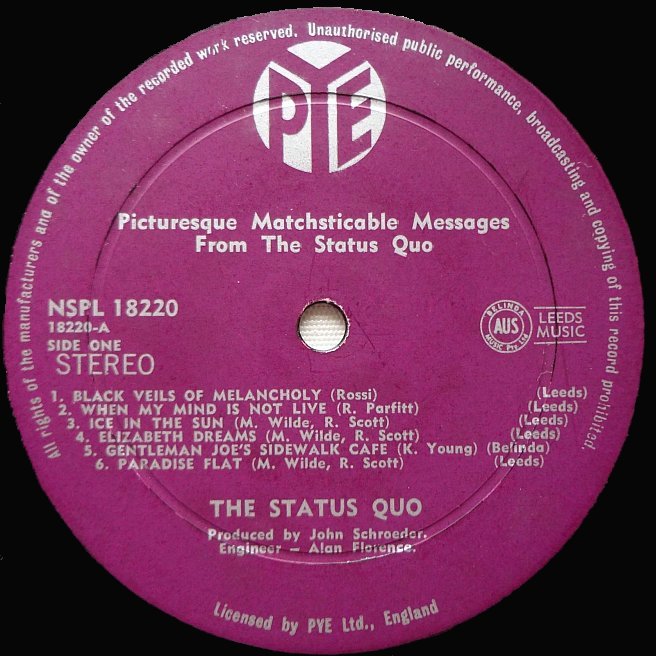 All rights of the manufacturers and of the owner of the recorded work reserved. Unauthorised public performance, broadcasting and copying of this record prohibited.
PYE
Picturesque Matchsticable Messages
From The Status Quo
NSPL 18220
18220-A
SIDE ONE
STEREO
BELINDA
AUS
MUSIC Pty Ltd
LEEDS
MUSIC
1. BLACK VEILS OF MELANCHOLY (Rossi) (Leeds)
2. WHEN MY MIND IS NOT LIVE (R. Parfitt) (Leeds)
3. ICE IN THE SUN (M. Wilde, R. Scott) (Leeds)
4. ELIZABETH DREAMS (M. Wilde, R. Scott) (Leeds)
5. GENTLEMAN JOE'S SIDEWALK CAFE (K. Young) (Belinda)
6. PARADISE FLAT (M. Wilde, R. Scott) (Leeds)
THE STATUS QUO
Produced by John Schroeder.
Engineer — Alan Florence.
Licensed by PYE Ltd., England